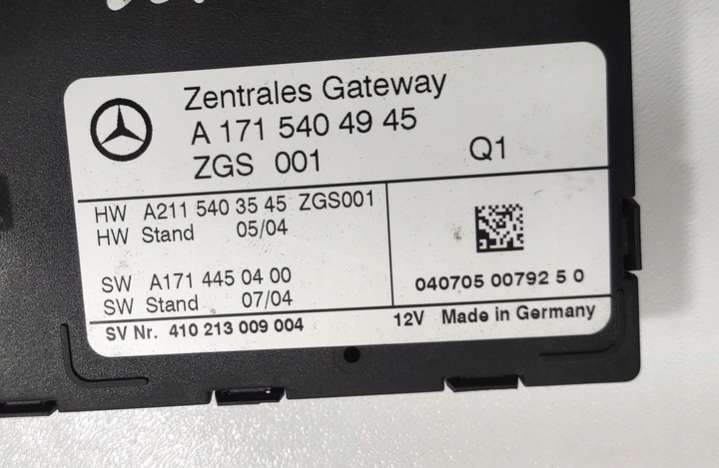 Zentrales Gateway
A 171 540 49 45
ZGS 001 Q1
HW A211 540 35 45 ZGS001
HW Stand 05/04
SW A171 445 04 00
SW Stand 07/04
040705 00792 5 0
SV Nr. 410 213 009 004
12V Made in Germany